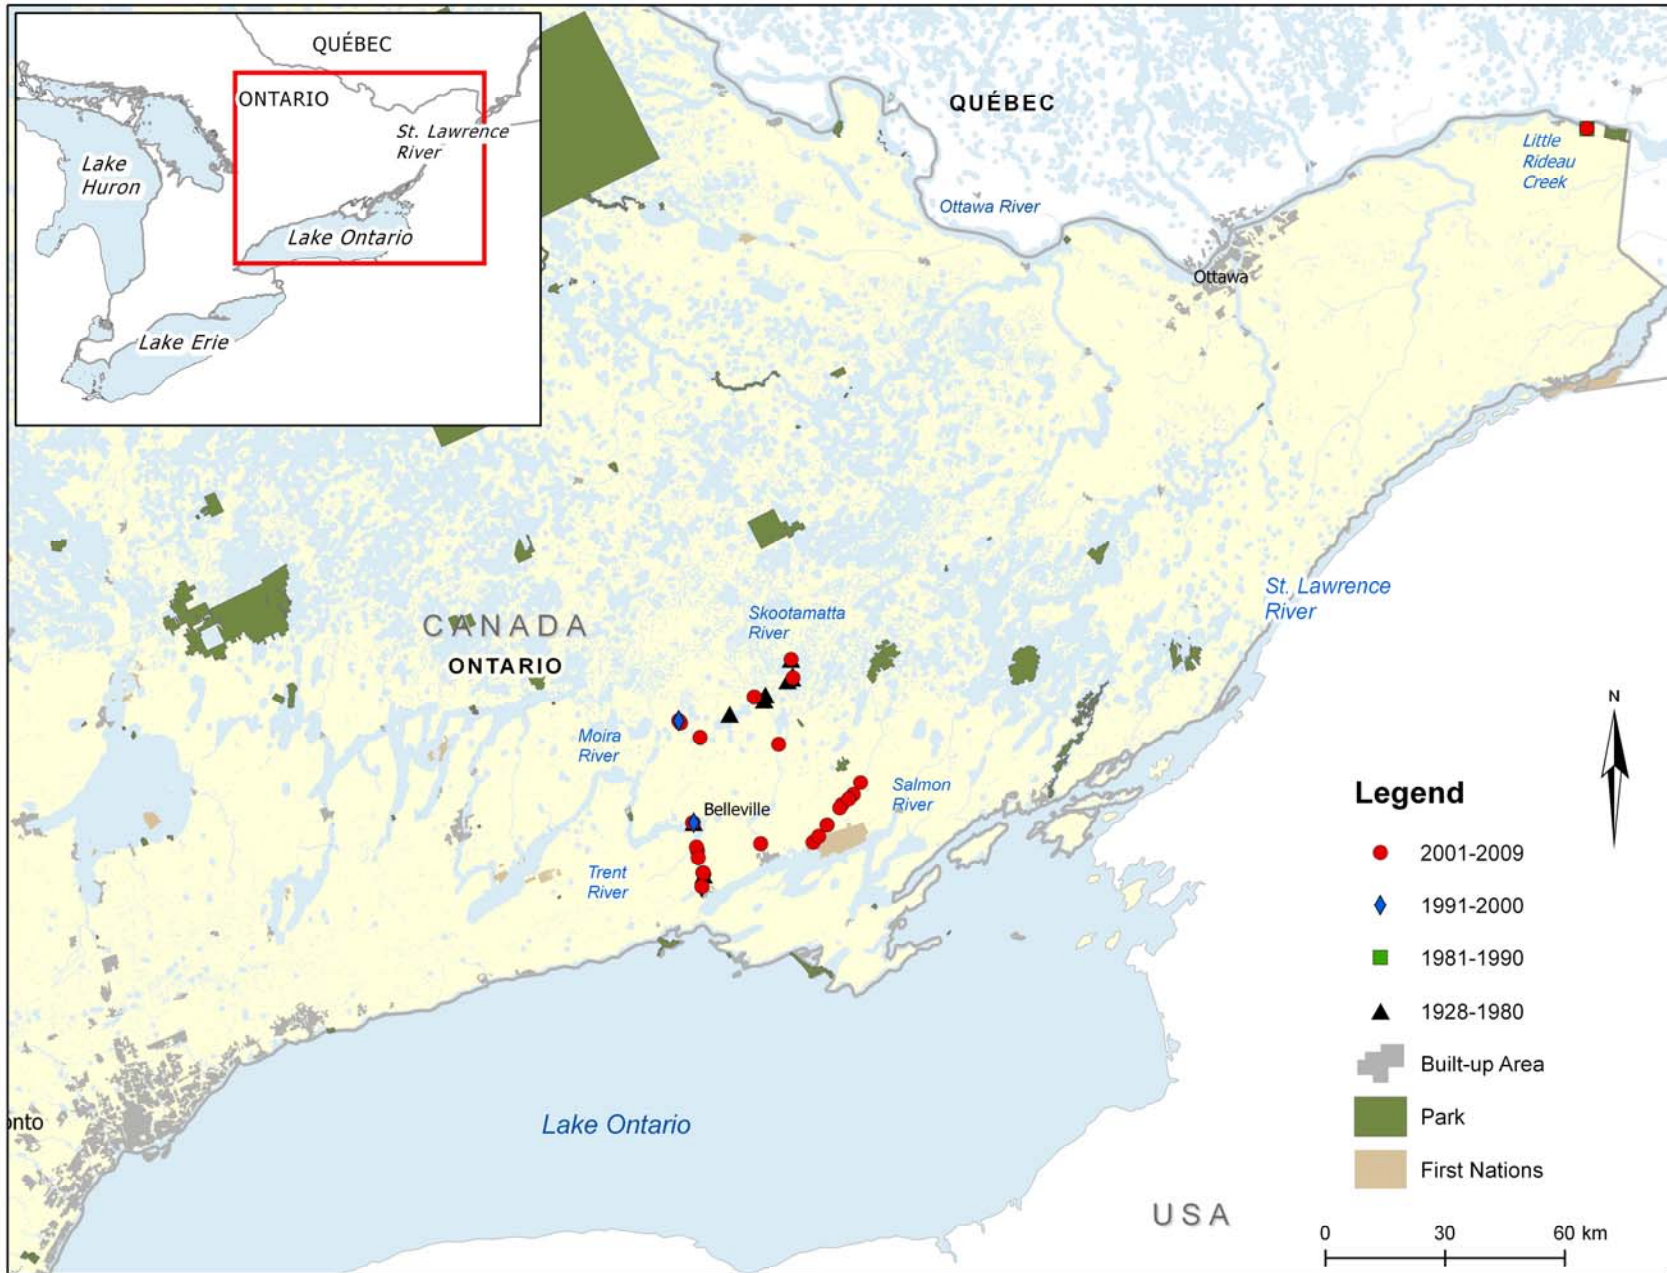 QUÉBEC
ONTARIO
St. Lawrence
River
Lake
Huron
Lake Ontario
Lake Erie
QUÉBEC
Little
Rideau
Creek
Ottawa River
Ottawa
St. Lawrence
River
CANADA
ONTARIO
Skootamatta
River
Moira
River
Salmon
River
Belleville
Trent
River
onto
Lake Ontario
USA
N
Legend
2001-2009
1991-2000
1981-1990
1928-1980
Built-up Area
Park
First Nations
0 30 60 km